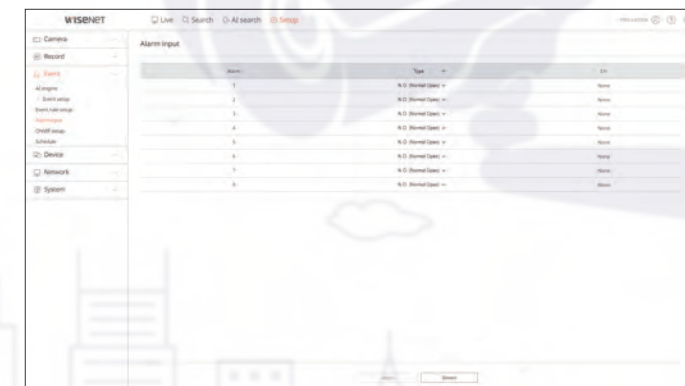 WISENET
Live Search AI search Setup
Camera
Record
Event
AI engine
Event setup
Event rule setup
Alarm input
ONVIF setup
Schedule
Device
Network
System
Alarm input
Alarm Type CH
1 N.O. (Normal Open) None
2 N.O. (Normal Open) None
3 N.O. (Normal Open) None
4 N.O. (Normal Open) None
5 N.O. (Normal Open) None
6 N.O. (Normal Open) None
7 N.O. (Normal Open) None
8 N.O. (Normal Open) None